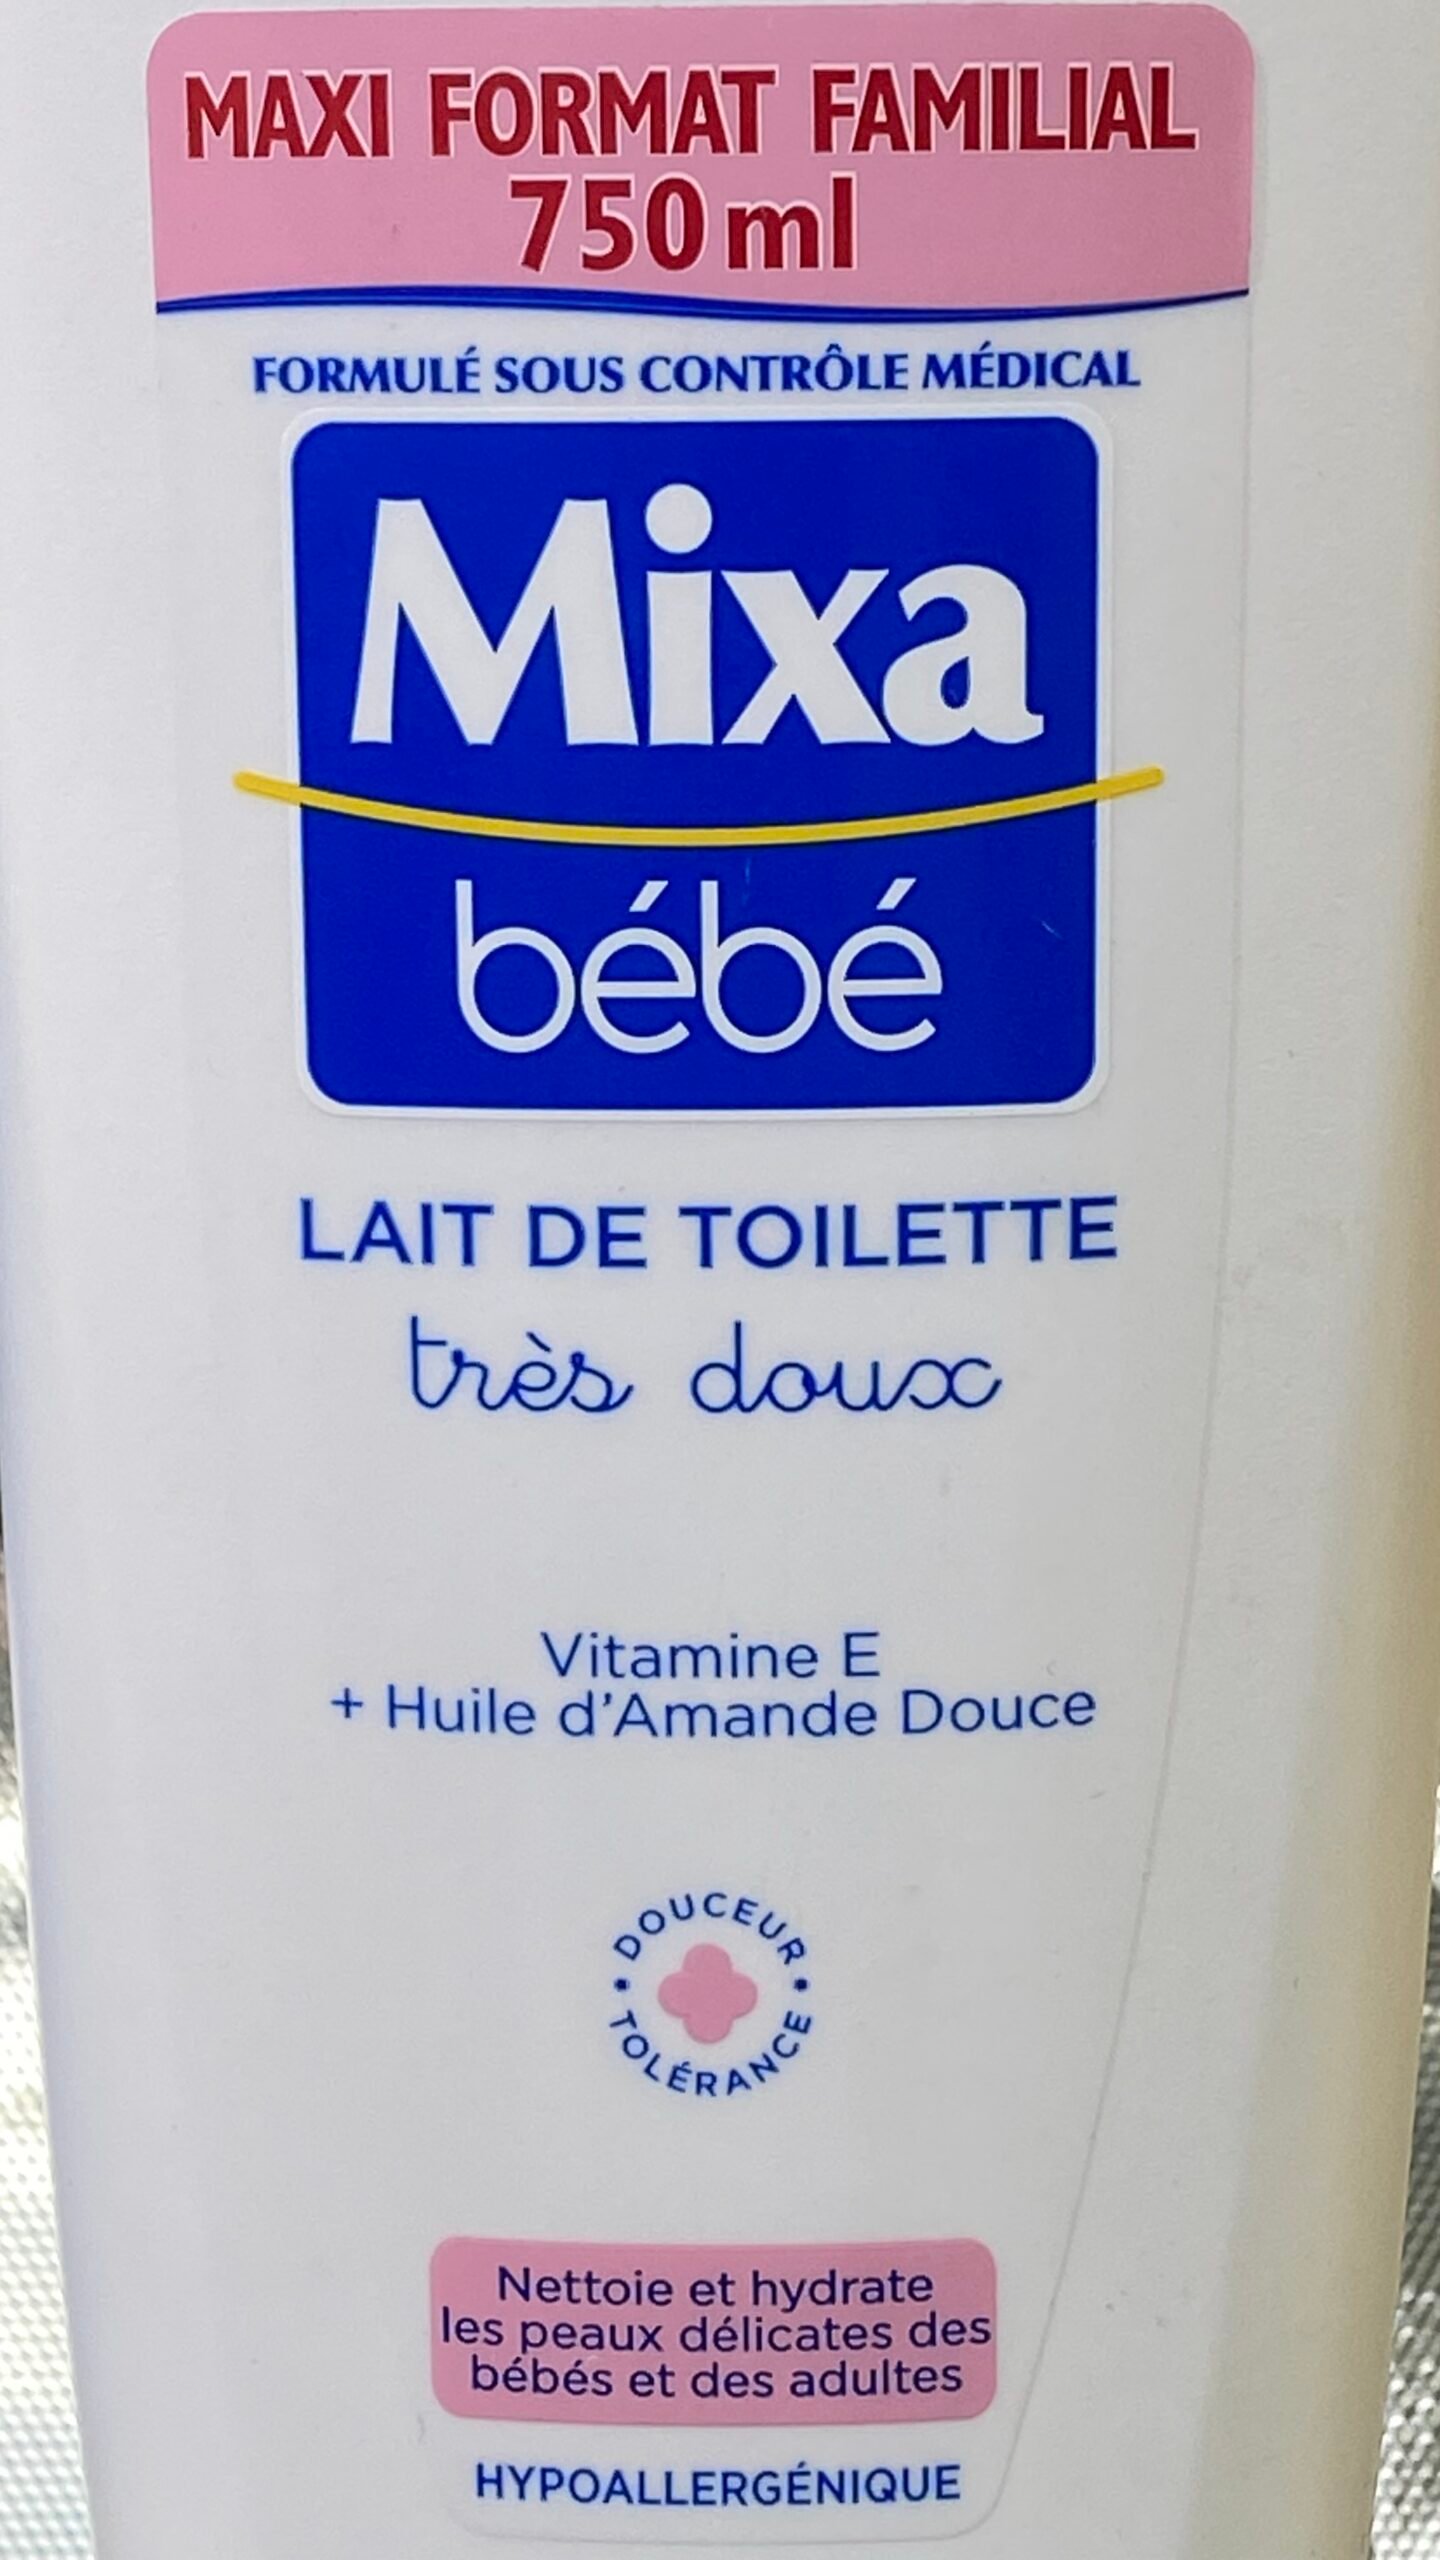 MAXI FORMAT FAMILIAL
750 ml
FORMULÉ SOUS CONTRÔLE MÉDICAL
Mixa
bébé
LAIT DE TOILETTE
très doux
Vitamine E
+ Huile d'Amande Douce
DOUCEUR
TOLÉRANCE
Nettoie et hydrate
les peaux délicates des
bébés et des adultes
HYPOALLERGÉNIQUE